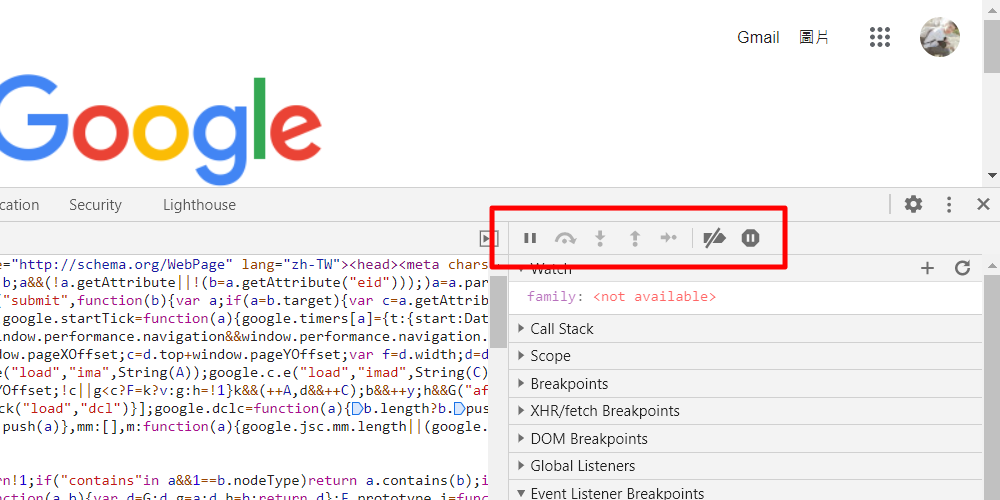 Gmail 圖片
Google
cation Security Lighthouse
Watch
family: <not available>
Call Stack
Scope
Breakpoints
XHR/fetch Breakpoints
DOM Breakpoints
Global Listeners
Event Listener Breakpoints
e="http://schema.org/WebPage" lang="zh-TW"><head><meta chars
b;a&&(!a.getAttribute||!(b=a.getAttribute("eid")));)a=a.par
("submit",function(b){var a;if(a=b.target){var c=a.getAttrib
google.startTick=function(a){google.timers[a]={t:{start:Dat
ndow.performance.navigation&&window.performance.navigation.
dow.pageXOffset;c=d.top+window.pageYOffset;var f=d.width;d=d
e("load","ima",String(A));google.c.e("load","imad",String(C)
YOffset;!c||g<c?F=k?v:g:h=!1}k&&(++A,d&&++C);b&&++y;h&&G("af
ck("load","dcl")}];google.dclc=function(a){b.length?b.pus
push(a)},mm:[],m:function(a){google.jsc.mm.length||(google.
rn!1;if("contains"in a&&1==b.nodeType)return a.contains(b);i